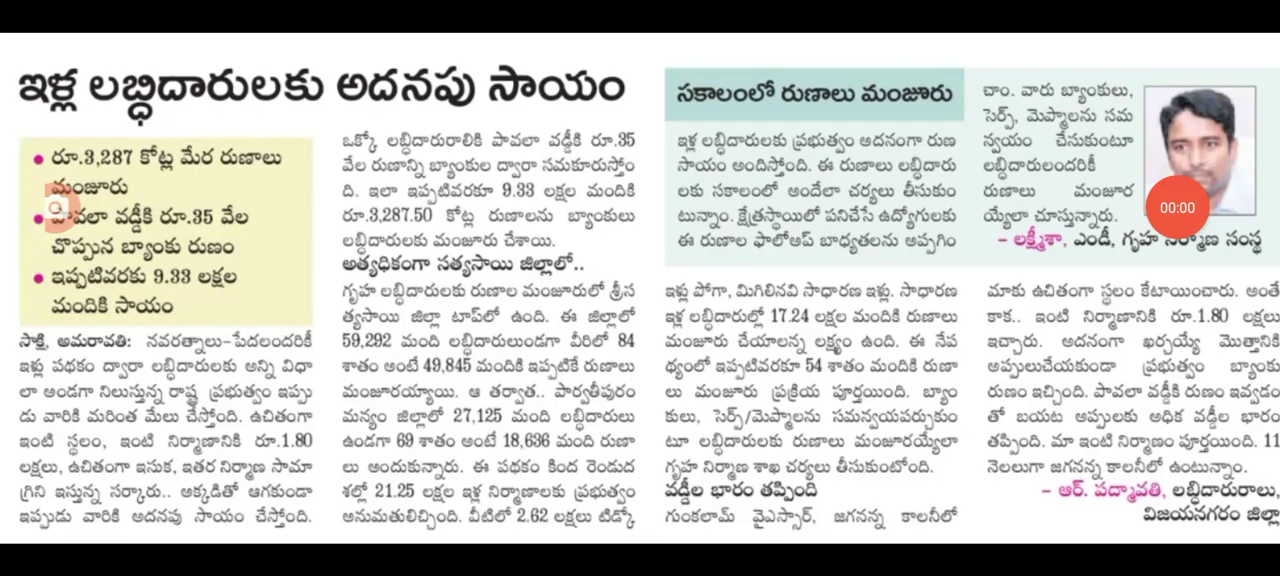 ఇళ్ల లబ్ధిదారులకు అదనపు సాయం
● రూ.3,287 కోట్ల మేర రుణాలు
మంజూరు
● పావలా వడ్డీకి రూ.35 వేల
చొప్పున బ్యాంకు రుణం
● ఇప్పటివరకు 9.33 లక్షల
మందికి సాయం
సాక్షి, అమరావతి: నవరత్నాలు–పేదలందరికీ
ఇళ్లు పథకం ద్వారా లబ్ధిదారులకు అన్ని విధా
లా అండగా నిలుస్తున్న రాష్ట్ర ప్రభుత్వం ఇప్పు
డు వారికి మరింత మేలు చేస్తోంది. ఉచితంగా
ఇంటి స్థలం, ఇంటి నిర్మాణానికి రూ.1.80
లక్షలు, ఉచితంగా ఇసుక, ఇతర నిర్మాణ సామా
గ్రిని ఇస్తున్న సర్కారు.. అక్కడితో ఆగకుండా
ఇప్పుడు వారికి అదనపు సాయం చేస్తోంది.
ఒక్కో లబ్ధిదారురాలికి పావలా వడ్డీకి రూ.35
వేల రుణాన్ని బ్యాంకుల ద్వారా సమకూరుస్తోం
ది. ఇలా ఇప్పటివరకూ 9.33 లక్షల మందికి
రూ.3,287.50 కోట్ల రుణాలను బ్యాంకులు
లబ్ధిదారులకు మంజూరు చేశాయి.
అత్యధికంగా సత్యసాయి జిల్లాలో..
గృహ లబ్ధిదారులకు రుణాల మంజూరులో శ్రీస
త్యసాయి జిల్లా టాప్‌లో ఉంది. ఈ జిల్లాలో
59,292 మంది లబ్ధిదారులుండగా వీరిలో 84
శాతం అంటే 49,845 మందికి ఇప్పటికే రుణాలు
మంజూరయ్యాయి. ఆ తర్వాత.. పార్వతీపురం
మన్యం జిల్లాలో 27,125 మంది లబ్ధిదారులు
ఉండగా 69 శాతం అంటే 18,636 మంది రుణా
లు అందుకున్నారు. ఈ పథకం కింద రెండుద
శల్లో 21.25 లక్షల ఇళ్ల నిర్మాణాలకు ప్రభుత్వం
అనుమతులిచ్చింది. వీటిలో 2.62 లక్షలు టిడ్కో
సకాలంలో రుణాలు మంజూరు
ఇళ్ల లబ్ధిదారులకు ప్రభుత్వం అదనంగా రుణ
సాయం అందిస్తోంది. ఈ రుణాలు లబ్ధిదారు
లకు సకాలంలో అందేలా చర్యలు తీసుకుం
టున్నాం. క్షేత్రస్థాయిలో పనిచేసే ఉద్యోగులకు
ఈ రుణాల ఫాలోఅప్ బాధ్యతలను అప్పగిం
చాం. వారు బ్యాంకులు,
సెర్ప్, మెప్మాలను సమ
న్వయం చేసుకుంటూ
లబ్ధిదారులందరికీ
రుణాలు మంజూర
య్యేలా చూస్తున్నారు.
– లక్ష్మీశా, ఎండీ, గృహ నిర్మాణ సంస్థ
00:00
ఇళ్లు పోగా, మిగిలినవి సాధారణ ఇళ్లు. సాధారణ
ఇళ్ల లబ్ధిదారుల్లో 17.24 లక్షల మందికి రుణాలు
మంజూరు చేయాలన్న లక్ష్యం ఉంది. ఈ నేప
థ్యంలో ఇప్పటివరకూ 54 శాతం మందికి రుణా
లు మంజూరు ప్రక్రియ పూర్తయింది. బ్యాం
కులు, సెర్ప్/మెప్మాలను సమన్వయపర్చుకుం
టూ లబ్ధిదారులకు రుణాలు మంజూరయ్యేలా
గృహ నిర్మాణ శాఖ చర్యలు తీసుకుంటోంది.
వడ్డీల భారం తప్పింది
గుంకలామ్ వైఎస్సార్, జగనన్న కాలనీలో
మాకు ఉచితంగా స్థలం కేటాయించారు. అంతే
కాక.. ఇంటి నిర్మాణానికి రూ.1.80 లక్షలు
ఇచ్చారు. అదనంగా ఖర్చయ్యే మొత్తానికి
అప్పులుచేయకుండా ప్రభుత్వం బ్యాంకు
రుణం ఇచ్చింది. పావలా వడ్డీకి రుణం ఇవ్వడం
తో బయట అప్పులకు అధిక వడ్డీల భారం
తప్పింది. మా ఇంటి నిర్మాణం పూర్తయింది. 11
నెలలుగా జగనన్న కాలనీలో ఉంటున్నాం.
– ఆర్. పద్మావతి, లబ్ధిదారురాలు,
విజయనగరం జిల్లా